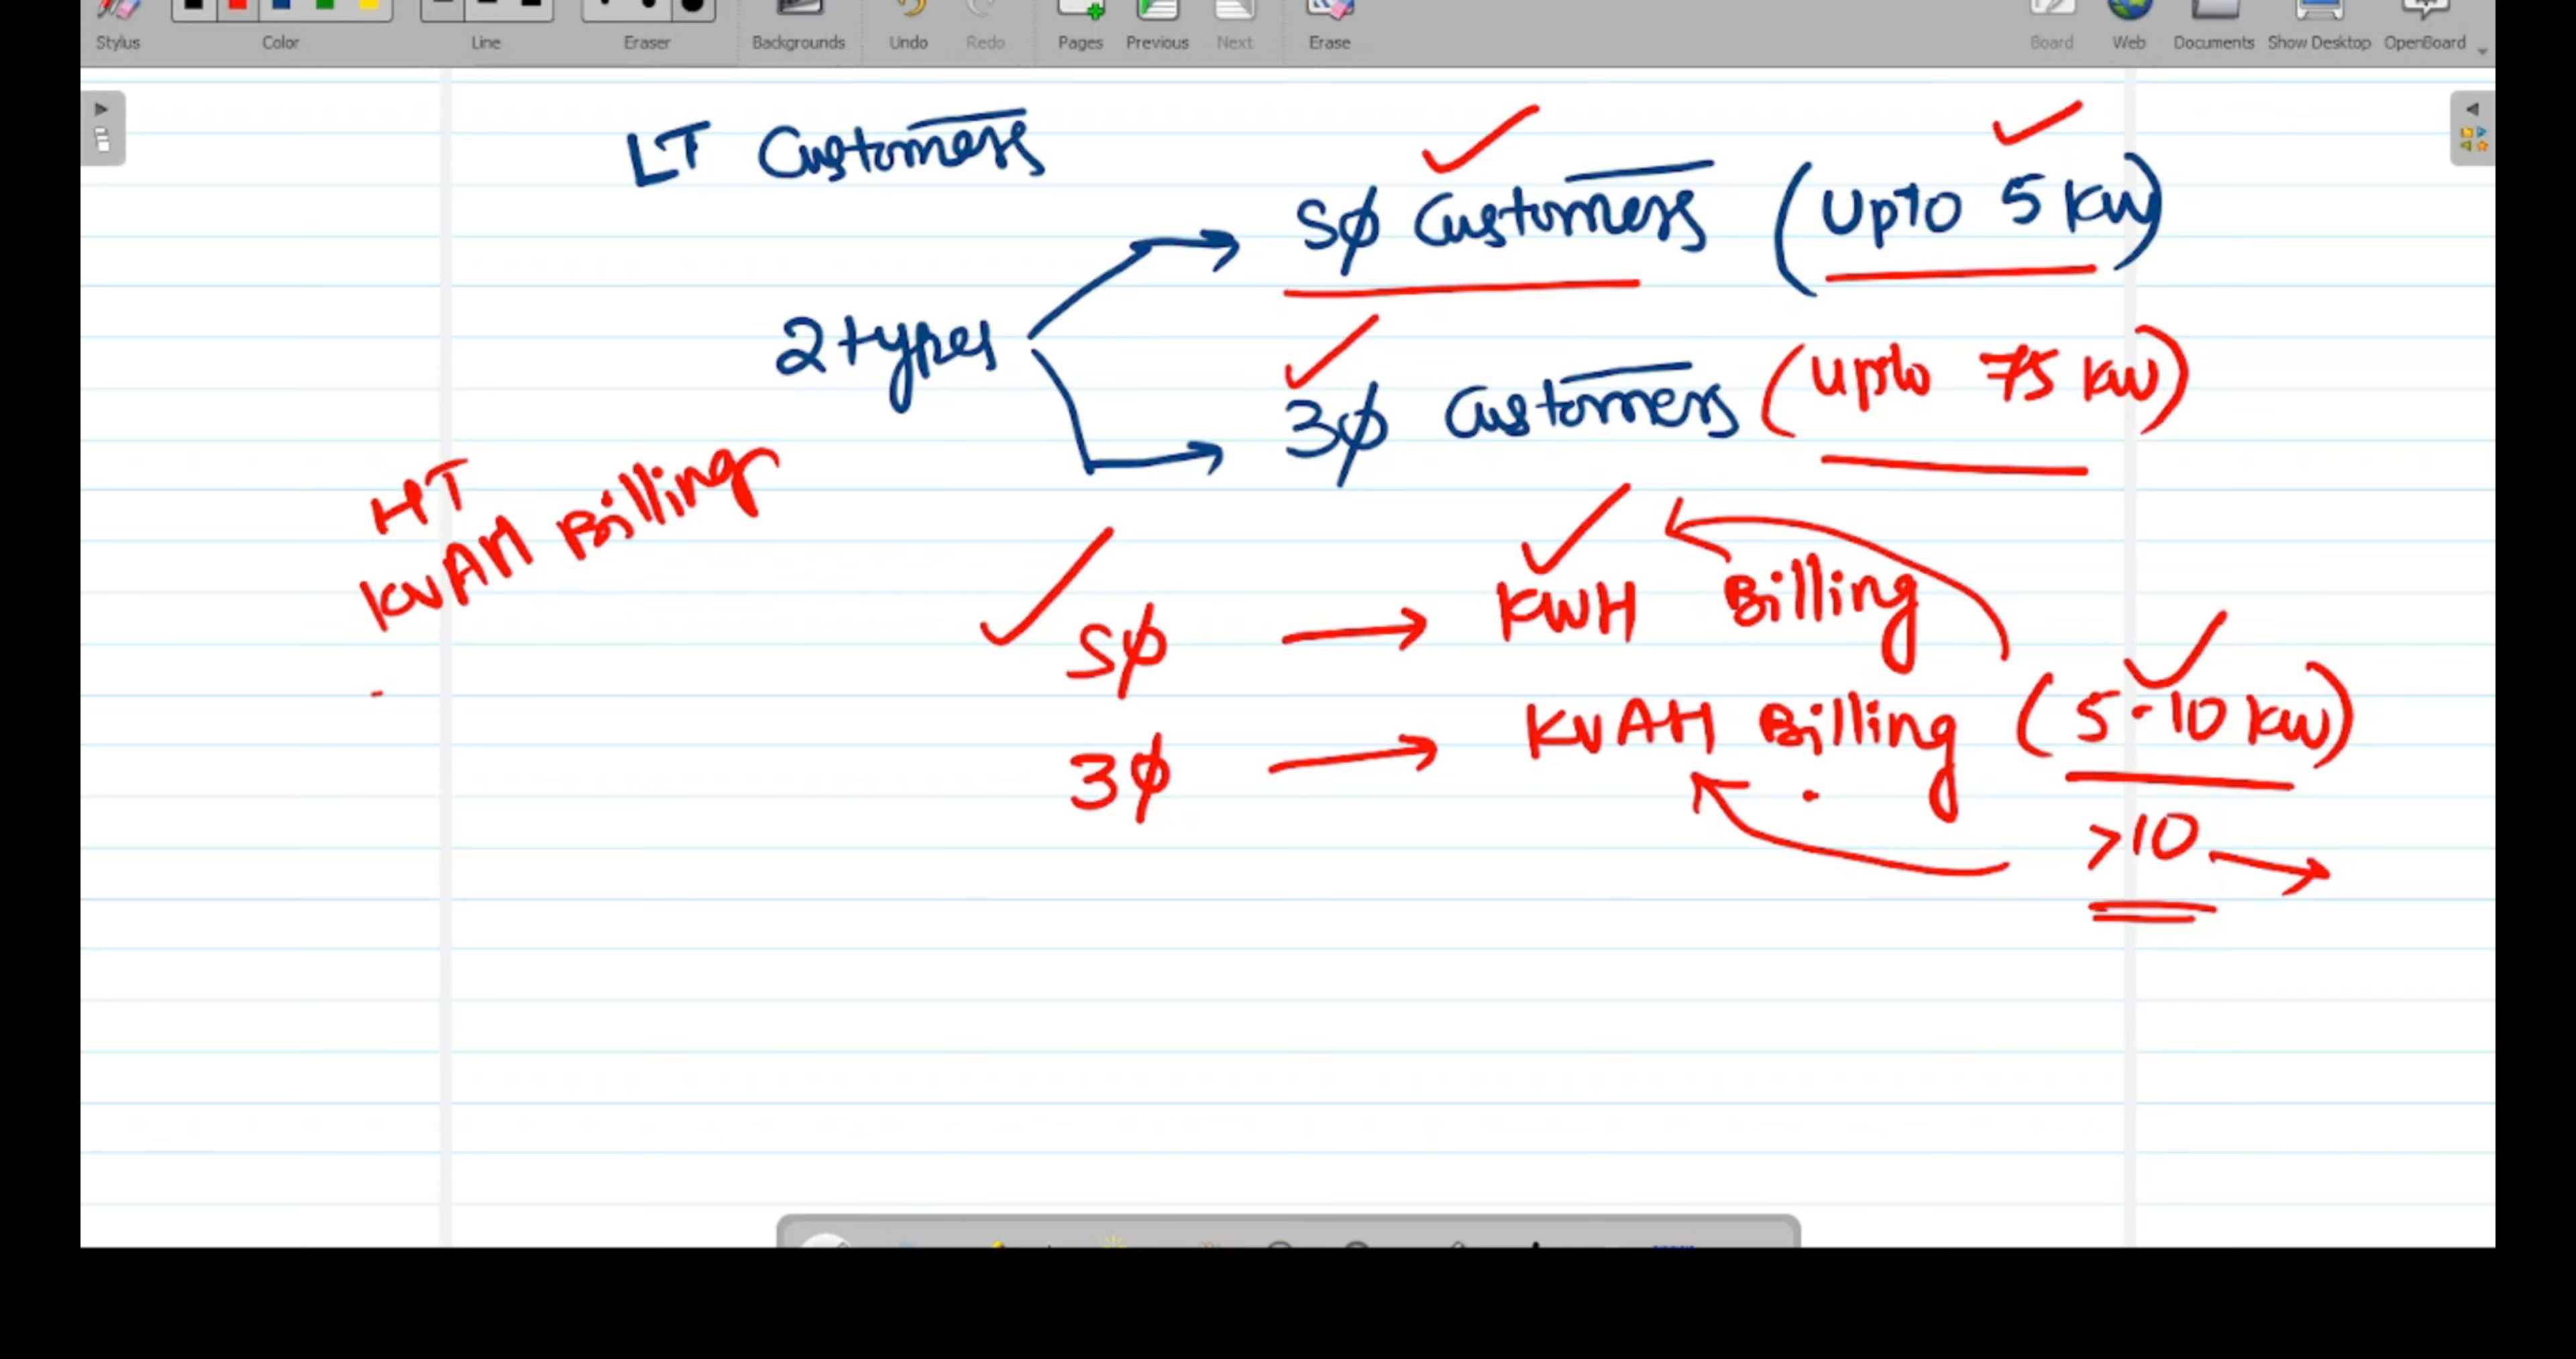 Stylus Color Line Eraser Backgrounds Undo Redo Pages Previous Next Erase Board Web Documents Show Desktop OpenBoard
LT Customers
Sφ Customers (Upto 5 KW)
2 types
3φ Customers (Upto 75 KW)
HT
KVAH Billing
Sφ → KWH Billing
3φ → KVAH Billing (5-10 KW)
>10 →